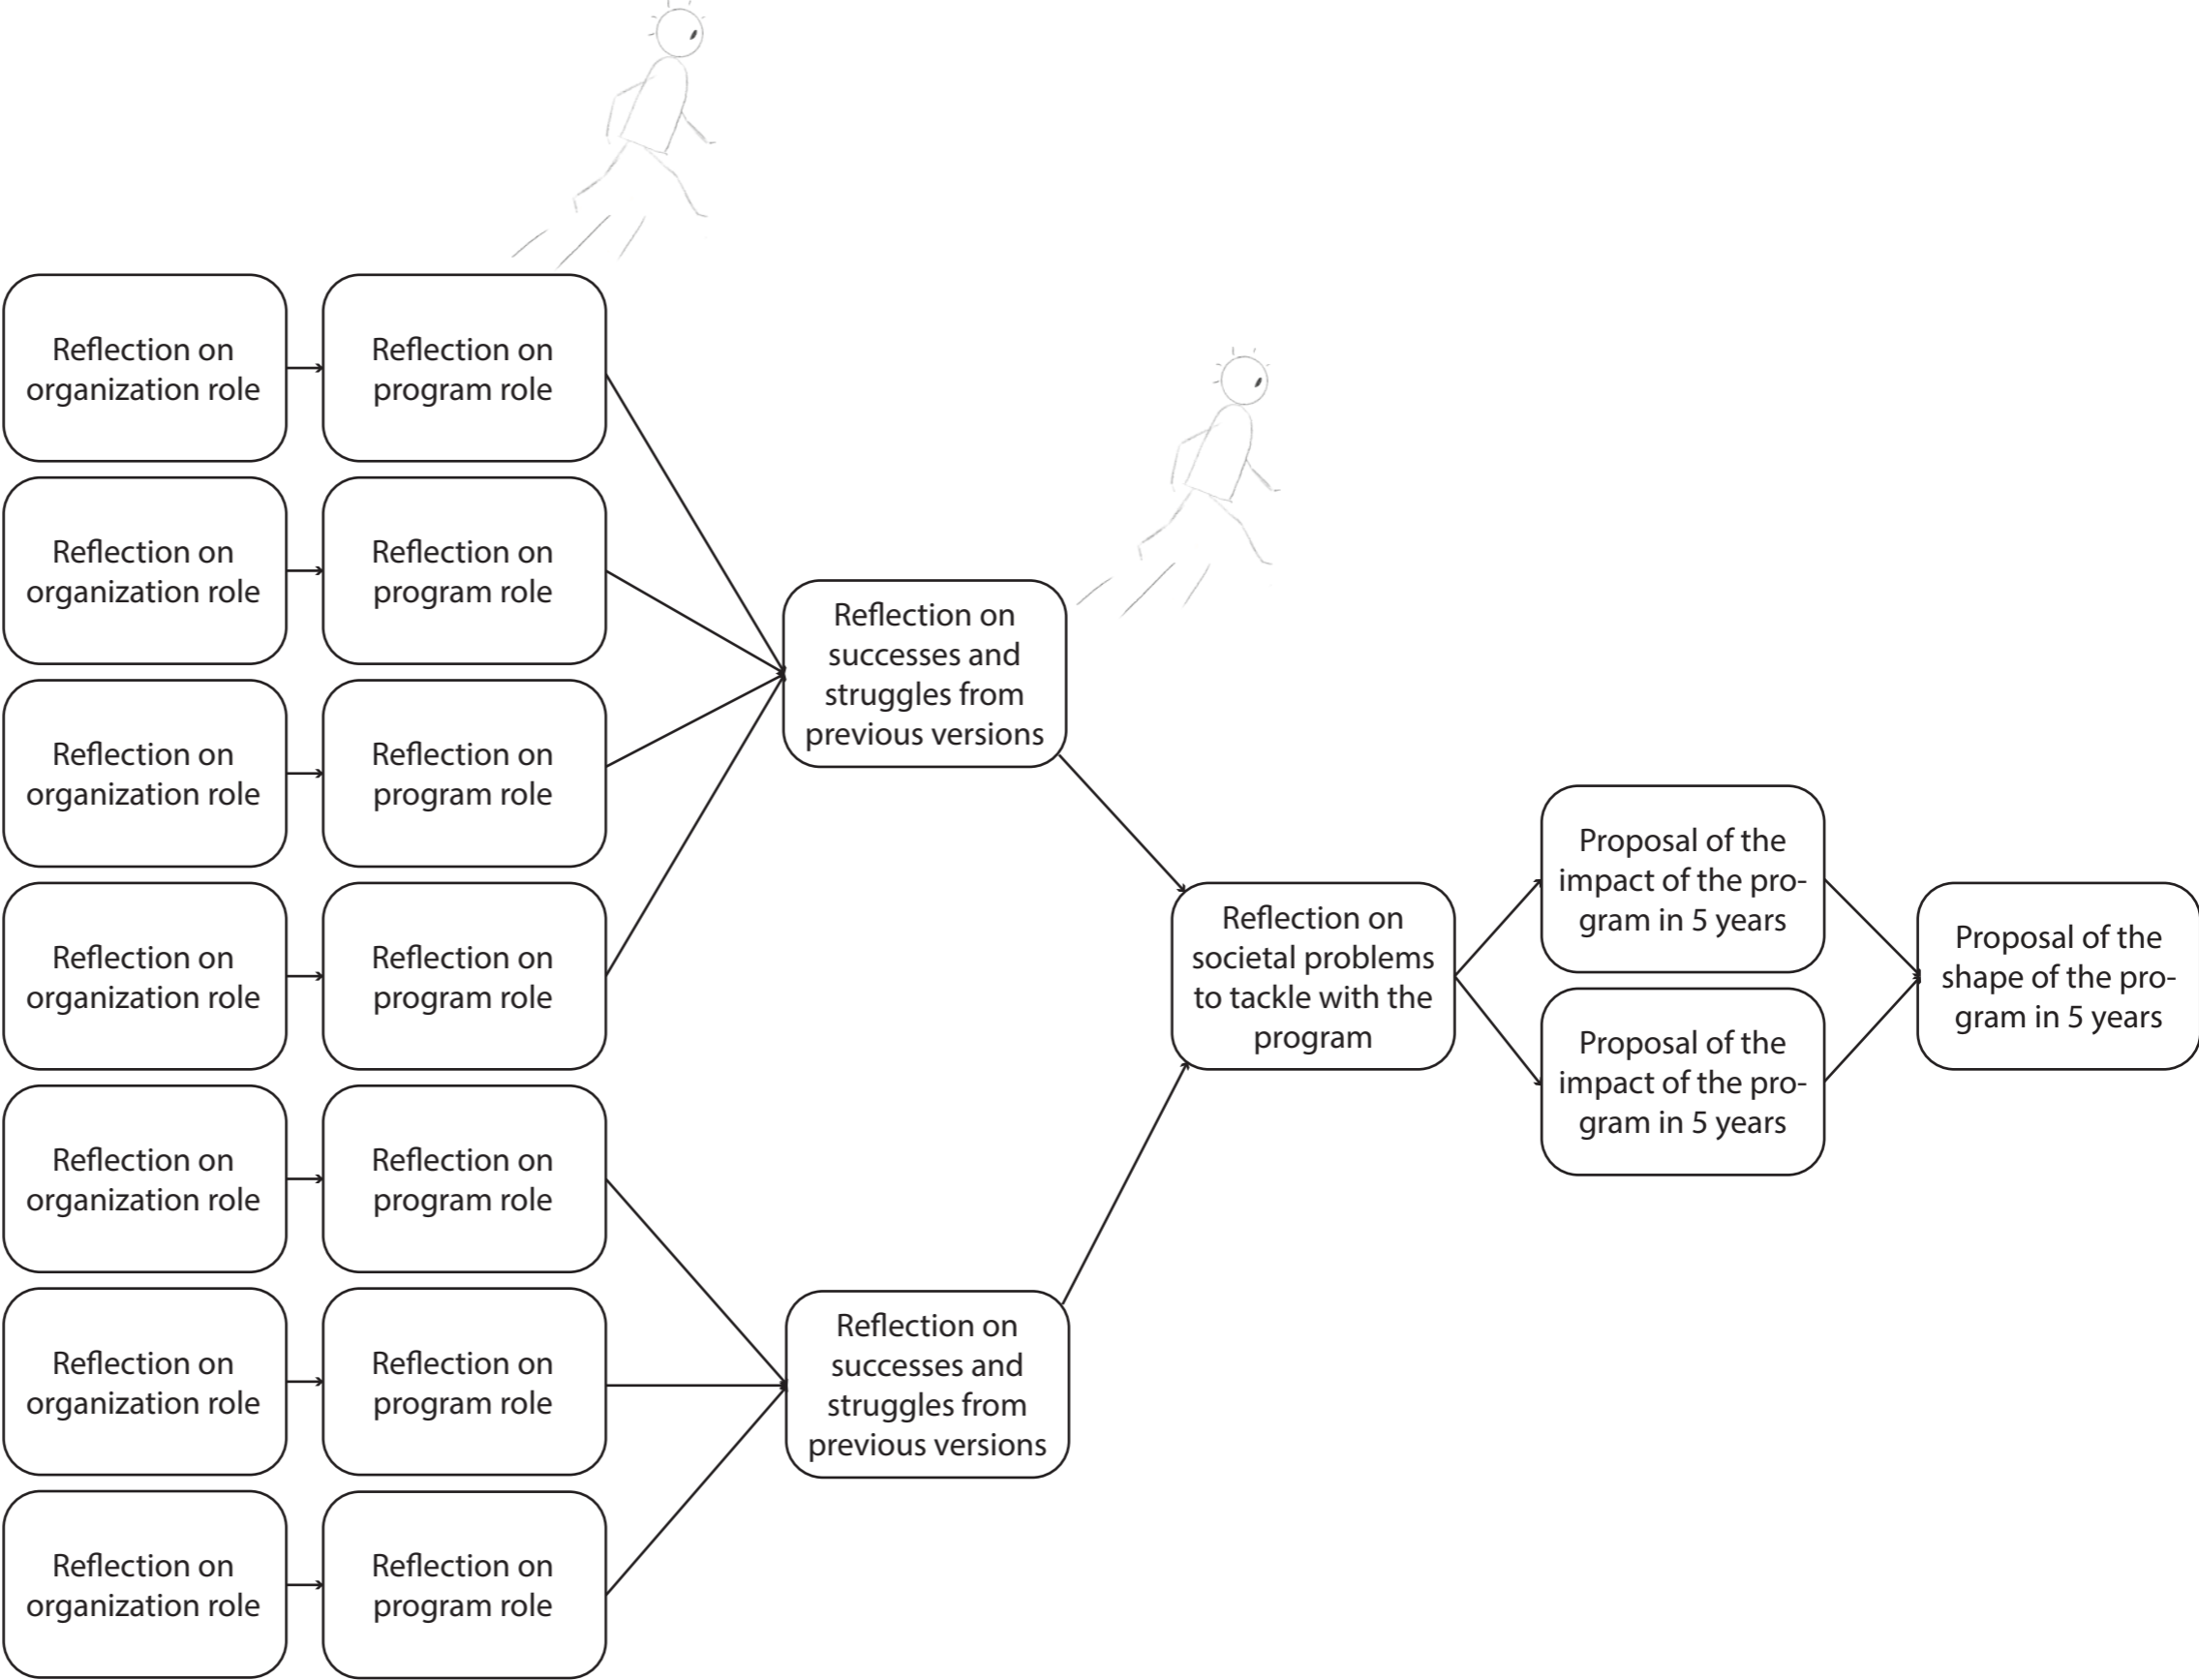 Reflection on
organization role
Reflection on
program role
Reflection on
organization role
Reflection on
program role
Reflection on
organization role
Reflection on
program role
Reflection on
organization role
Reflection on
program role
Reflection on
organization role
Reflection on
program role
Reflection on
organization role
Reflection on
program role
Reflection on
organization role
Reflection on
program role
Reflection on
successes and
struggles from
previous versions
Reflection on
successes and
struggles from
previous versions
Reflection on
societal problems
to tackle with the
program
Proposal of the
impact of the pro-
gram in 5 years
Proposal of the
impact of the pro-
gram in 5 years
Proposal of the
shape of the pro-
gram in 5 years